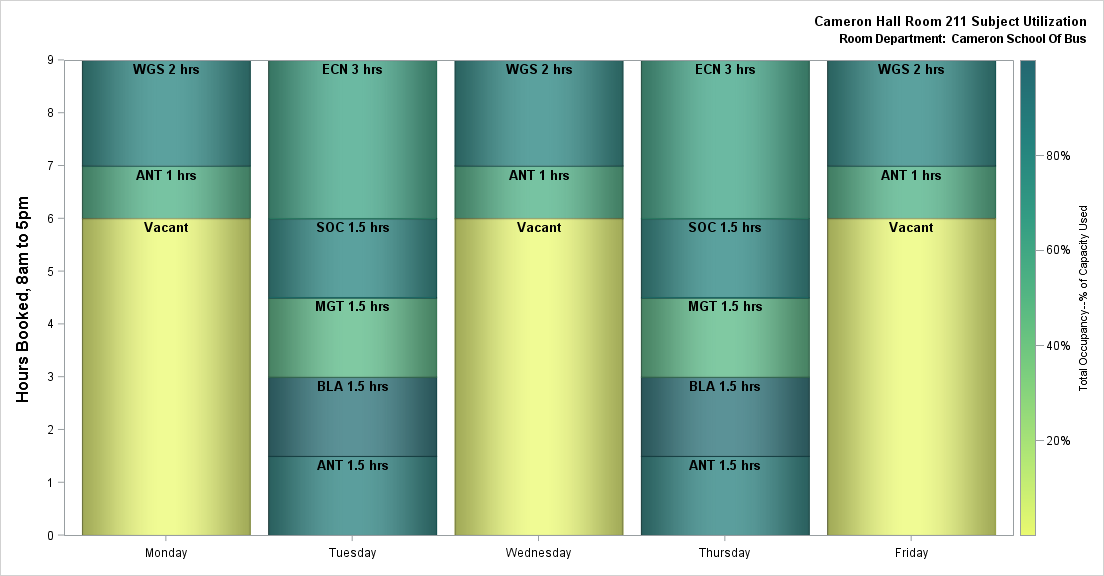 Cameron Hall Room 211 Subject Utilization
Room Department: Cameron School Of Bus
Hours Booked, 8am to 5pm
9
8
7
6
5
4
3
2
1
0
WGS 2 hrs
ANT 1 hrs
Vacant
Monday
ECN 3 hrs
SOC 1.5 hrs
MGT 1.5 hrs
BLA 1.5 hrs
ANT 1.5 hrs
Tuesday
WGS 2 hrs
ANT 1 hrs
Vacant
Wednesday
ECN 3 hrs
SOC 1.5 hrs
MGT 1.5 hrs
BLA 1.5 hrs
ANT 1.5 hrs
Thursday
WGS 2 hrs
ANT 1 hrs
Vacant
Friday
80%
60%
40%
20%
Total Occupancy--% of Capacity Used